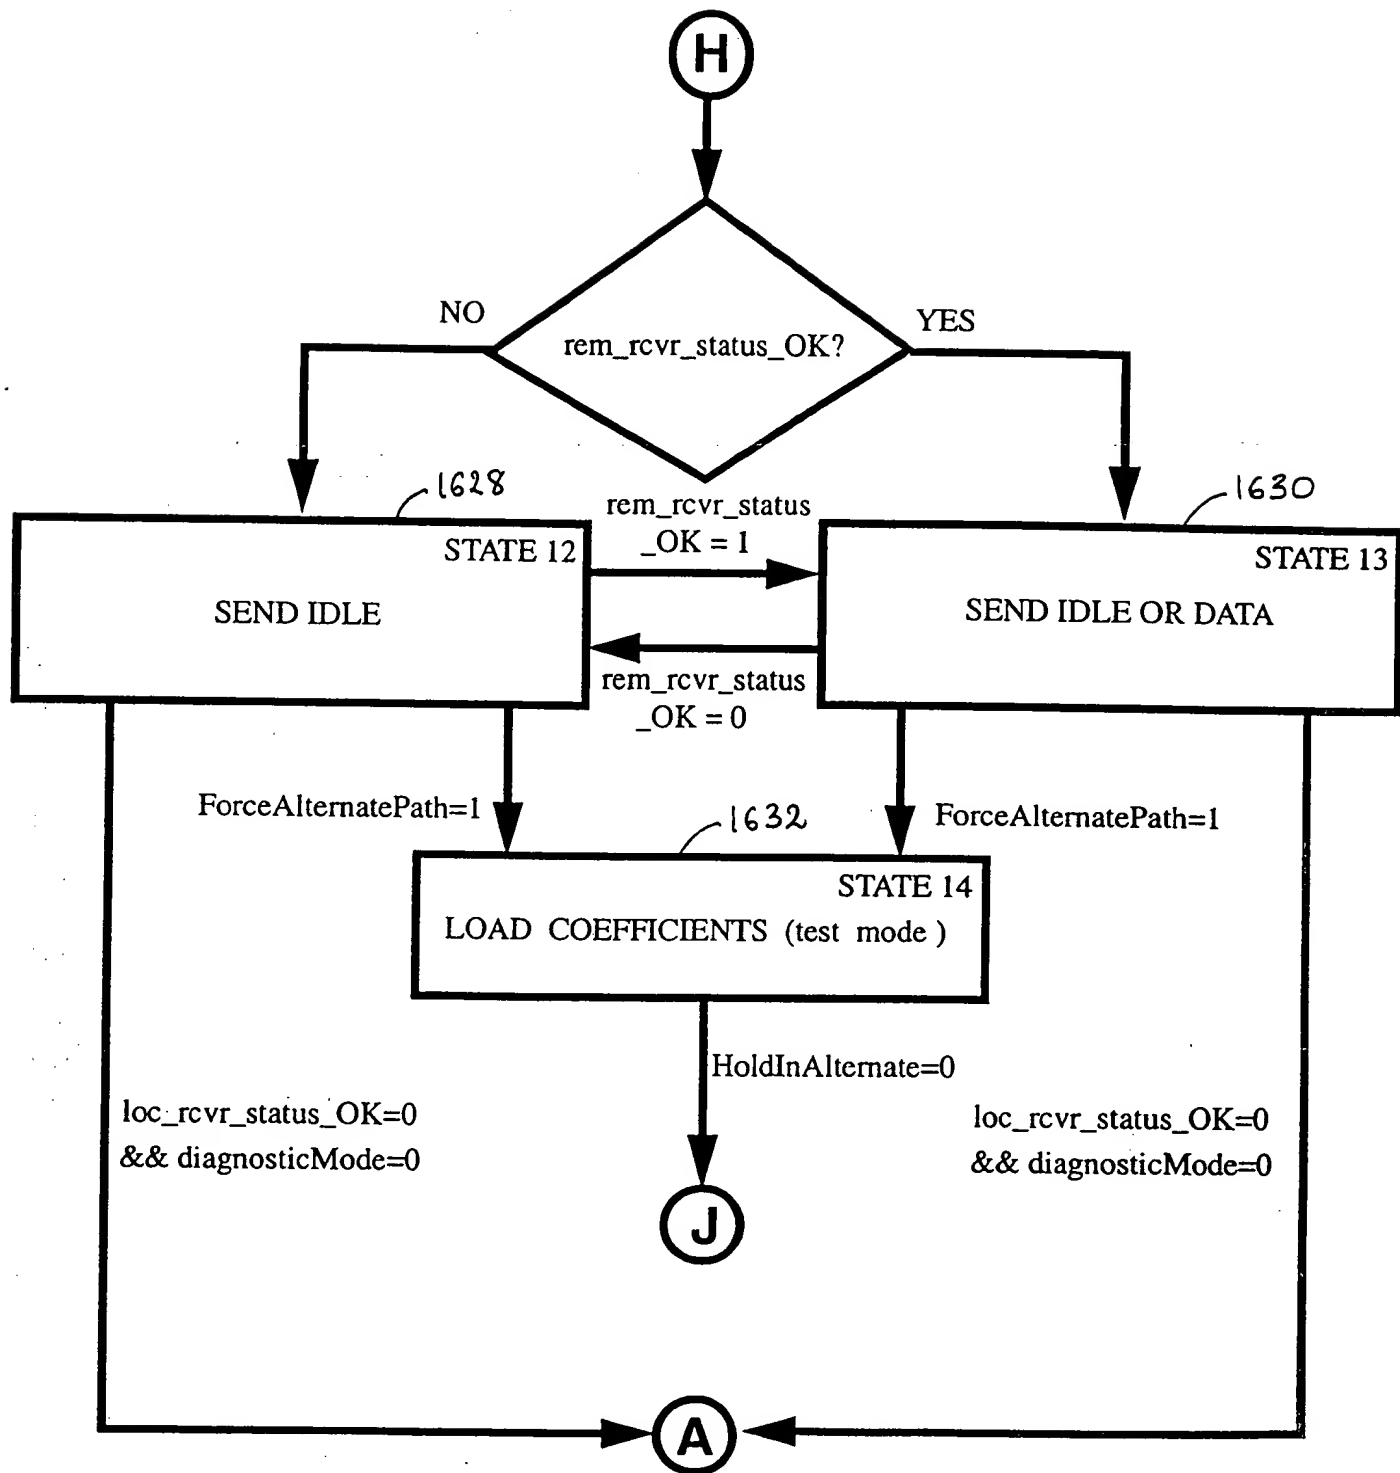 H
NO
YES
rem_rcvr_status_OK?
1628
rem_rcvr_status
_OK = 1
1630
STATE 12
SEND IDLE
STATE 13
SEND IDLE OR DATA
rem_rcvr_status
_OK = 0
ForceAlternatePath=1
1632
ForceAlternatePath=1
STATE 14
LOAD COEFFICIENTS (test mode )
HoldInAlternate=0
loc_rcvr_status_OK=0
&& diagnosticMode=0
loc_rcvr_status_OK=0
&& diagnosticMode=0
J
A